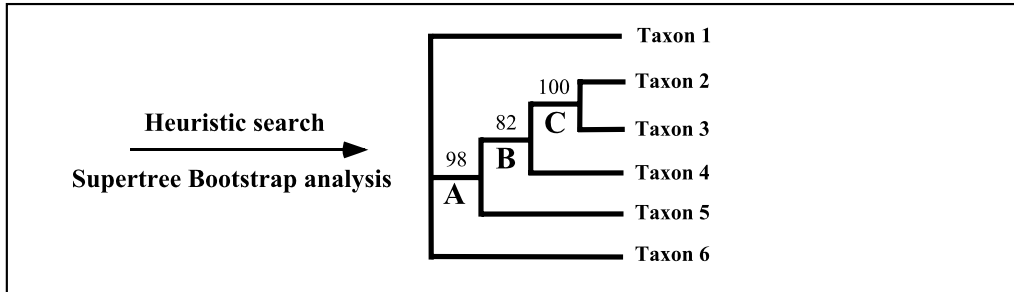 Heuristic search
Supertree Bootstrap analysis
Taxon 1
Taxon 2
100
C
Taxon 3
82
B
Taxon 4
98
A
Taxon 5
Taxon 6